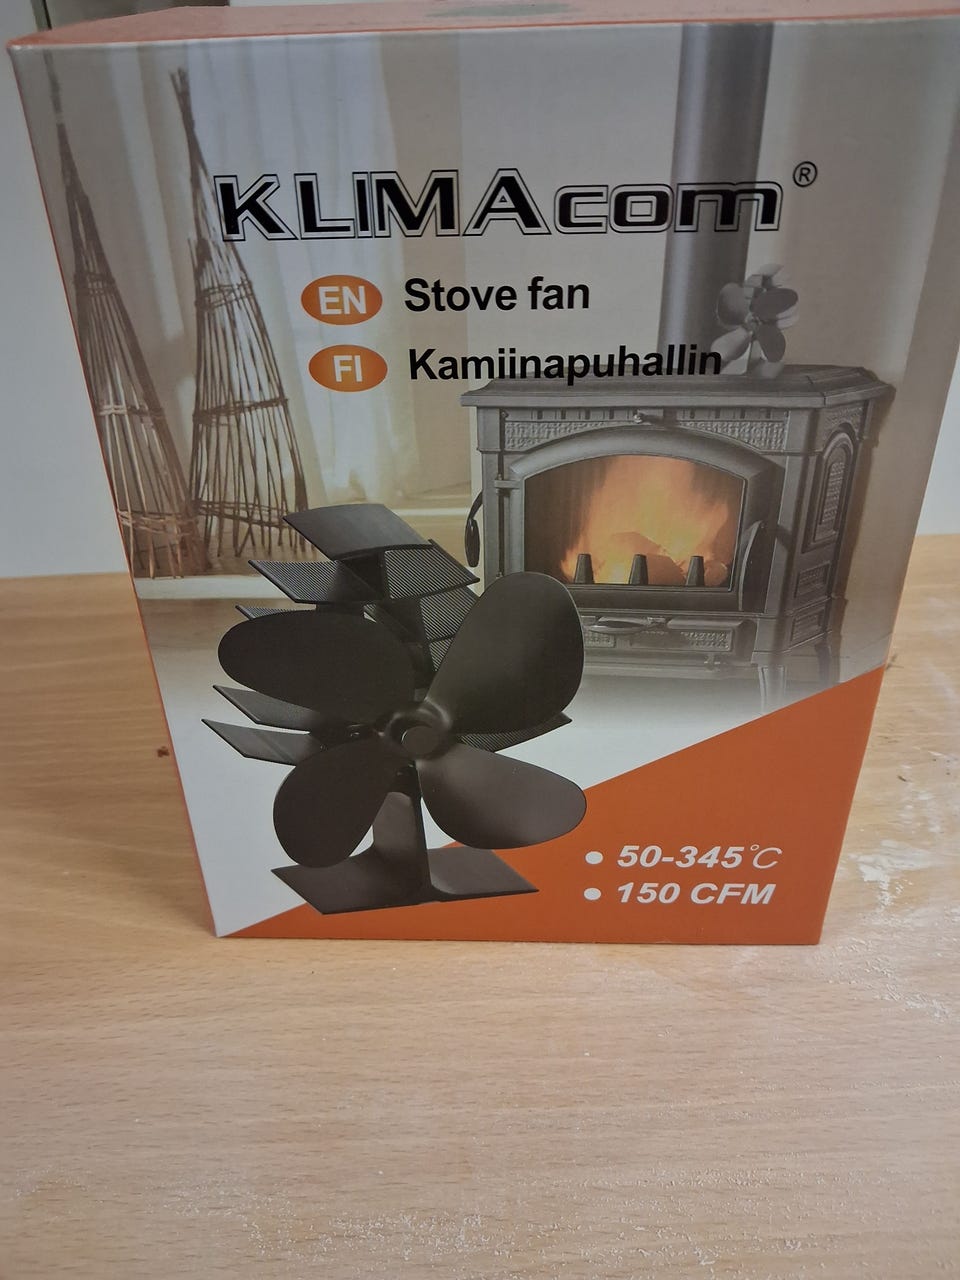 KLIMAcom®
EN Stove fan
FI Kamiinapuhallin
• 50-345°C
• 150 CFM